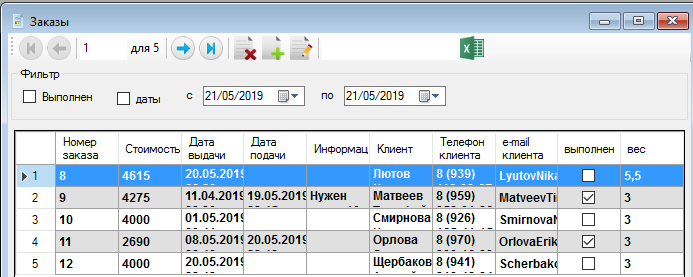 Заказы
1 для 5
Фильтр
Выполнен даты с 21/05/2019 по 21/05/2019
Номер заказа Стоимость Дата выдачи Дата подачи Информац Клиент Телефон клиента e-mail клиента выполнен вес
1 8 4615 20.05.2019 Лютов 8 (939) LyutovNika 5,5
2 9 4275 11.04.2019 19.05.2019 Нужен Матвеев 8 (959) MatveevTi 3
3 10 4000 01.05.2019 Смирнова 8 (926) Smirnova 3
4 11 2690 08.05.2019 20.05.2019 Орлова 8 (970) OrlovaErik 3
5 12 4000 20.05.2019 Щербаков 8 (941) Scherbako 3